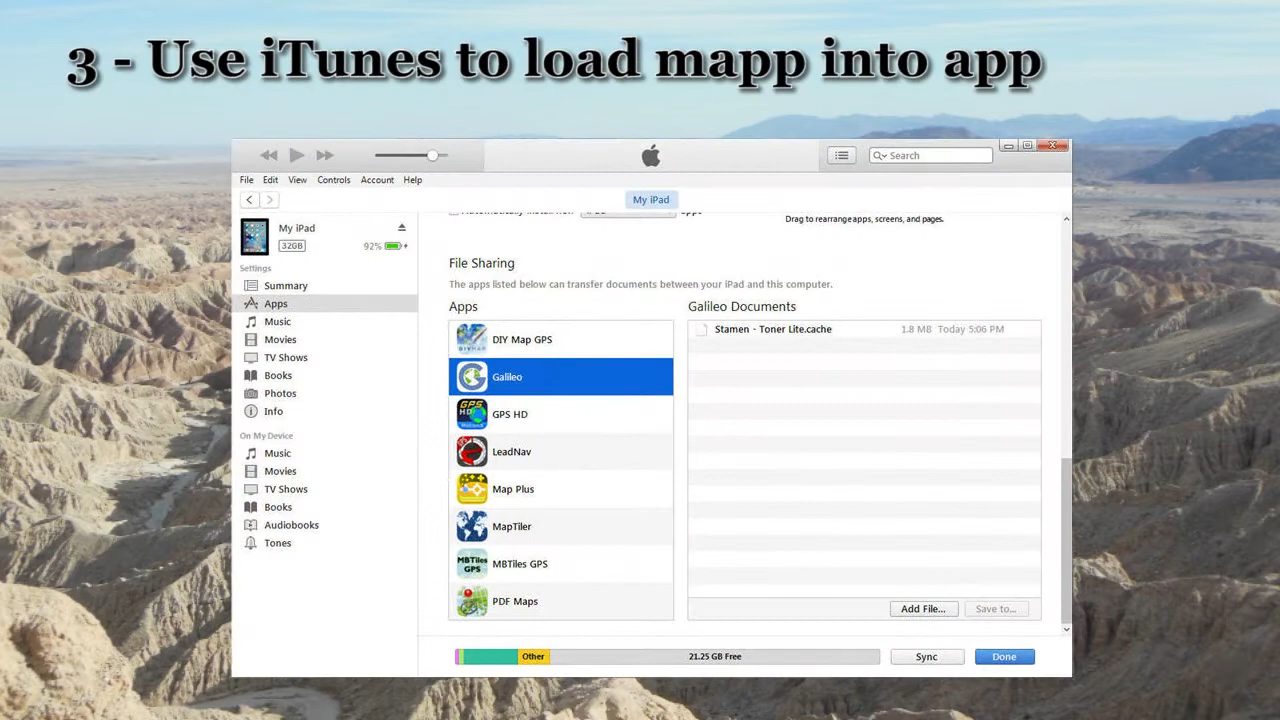 3 - Use iTunes to load mapp into app
Search
File Edit View Controls Account Help
My iPad
My iPad
32GB
92%
Settings
Summary
Apps
Music
Movies
TV Shows
Books
Photos
Info
On My Device
Music
Movies
TV Shows
Books
Audiobooks
Tones
Drag to rearrange apps, screens, and pages.
File Sharing
The apps listed below can transfer documents between your iPad and this computer.
Apps
DIY Map GPS
Galileo
GPS HD
LeadNav
Map Plus
MapTiler
MBTiles GPS
PDF Maps
Galileo Documents
Stamen - Toner Lite.cache 1.8 MB Today 5:06 PM
Add File... Save to...
Other 21.25 GB Free Sync Done